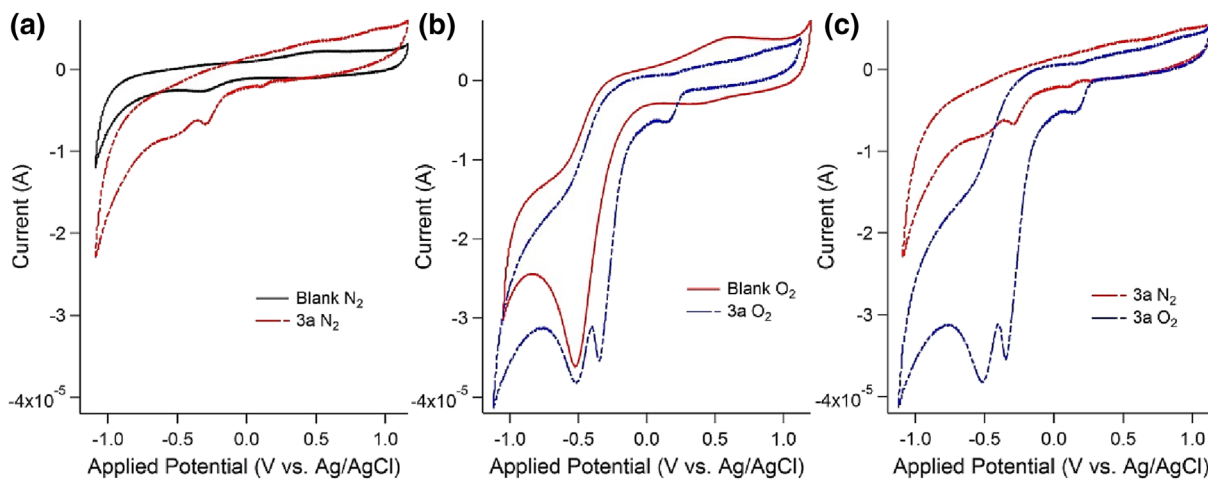 (a)
0
-1
-2
-3
-4x10⁻⁵
Current (A)
Blank N₂
3a N₂
-1.0 -0.5 0.0 0.5 1.0
Applied Potential (V vs. Ag/AgCl)
(b)
0
-1
-2
-3
-4x10⁻⁵
Current (A)
Blank O₂
3a O₂
-1.0 -0.5 0.0 0.5 1.0
Applied Potential (V vs. Ag/AgCl)
(c)
0
-1
-2
-3
-4x10⁻⁵
Current (A)
3a N₂
3a O₂
-1.0 -0.5 0.0 0.5 1.0
Applied Potential (V vs. Ag/AgCl)